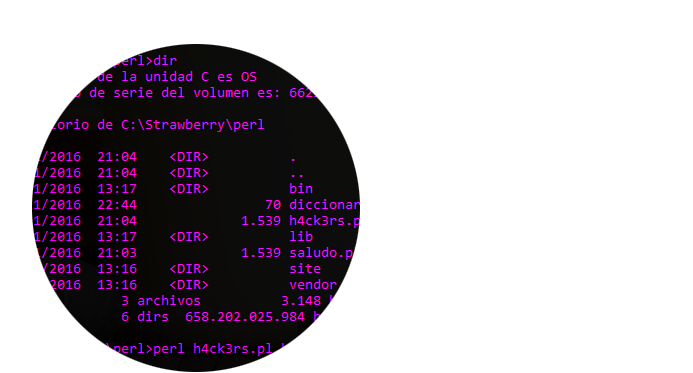 perl>dir
de la unidad C es OS
de serie del volumen es: 662
orio de C:\Strawberry\perl
/2016 21:04 <DIR> .
1/2016 21:04 <DIR> ..
1/2016 13:17 <DIR> bin
1/2016 22:44 70 diccionar
1/2016 21:04 1.539 h4ck3rs.p
1/2016 13:17 <DIR> lib
1/2016 21:03 1.539 saludo.p
/2016 13:16 <DIR> site
/2016 13:16 <DIR> vendor
3 archivos 3.148
6 dirs 658.202.025.984
\perl>perl h4ck3rs.pl